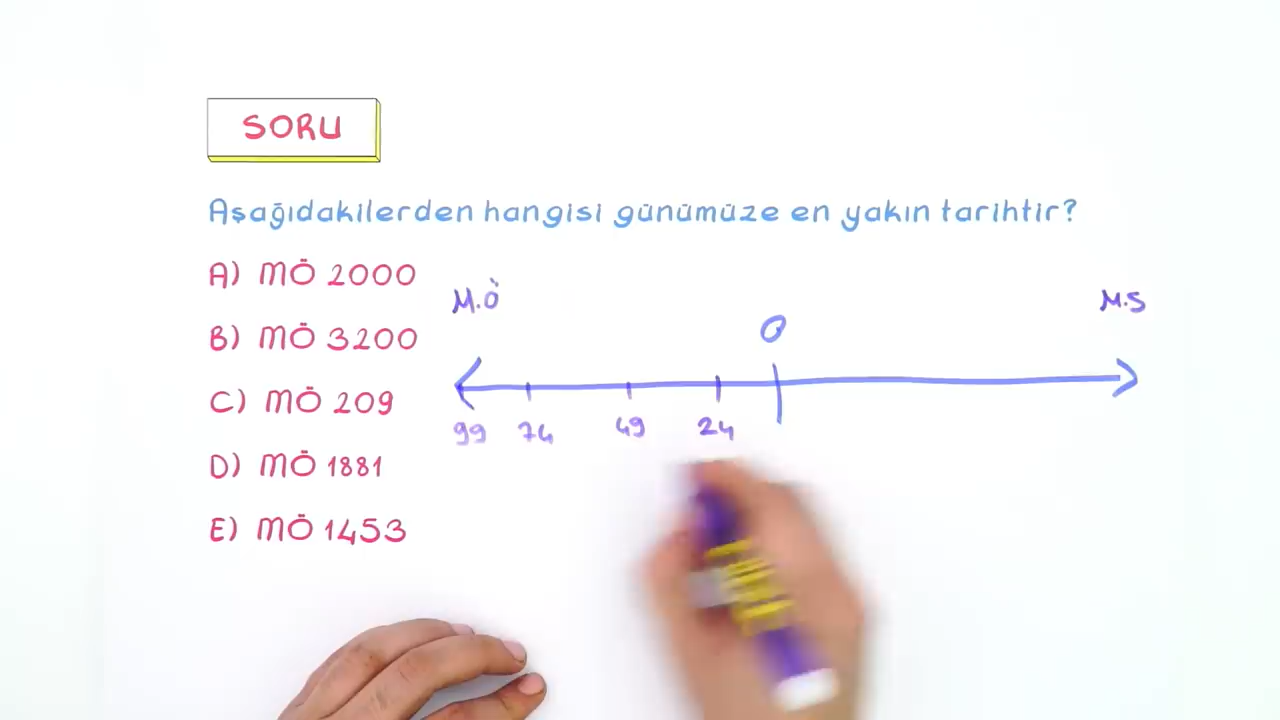 SORU
Aşağıdakilerden hangisi günümüze en yakın tarihtir?
A) MÖ 2000
B) MÖ 3200
C) MÖ 209
D) MÖ 1881
E) MÖ 1453
M.Ö
0
M.S
99 74 49 24